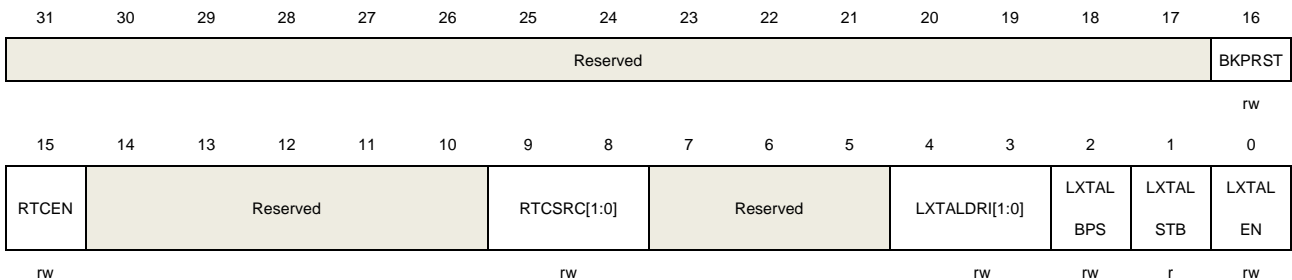 31 30 29 28 27 26 25 24 23 22 21 20 19 18 17 16
Reserved BKPRST
rw
15 14 13 12 11 10 9 8 7 6 5 4 3 2 1 0
RTCEN Reserved RTCSRC[1:0] Reserved LXTALDRI[1:0] LXTAL BPS LXTAL STB LXTAL EN
rw rw rw rw r rw